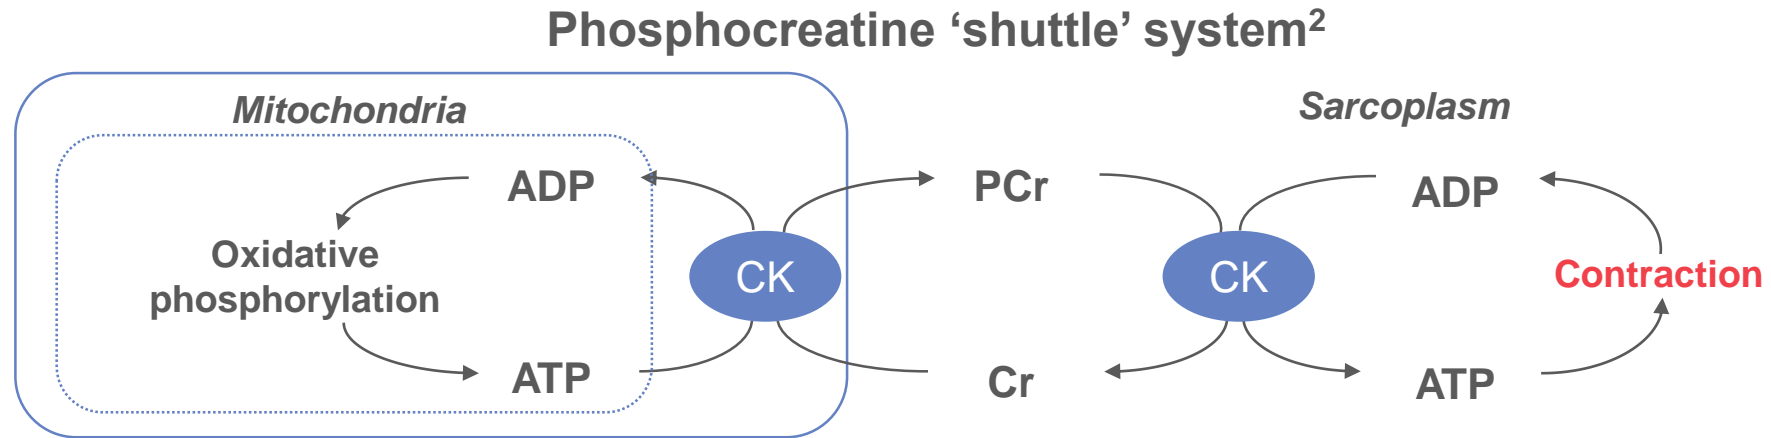 Phosphocreatine ‘shuttle’ system²
Mitochondria
Sarcoplasm
ADP
PCr
ADP
Oxidative
phosphorylation
CK
CK
Contraction
ATP
Cr
ATP